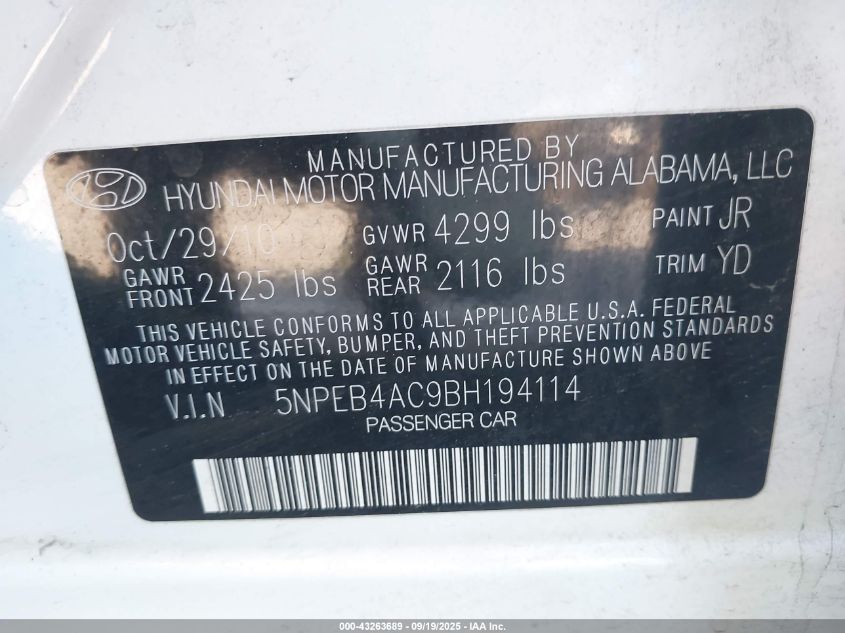 MANUFACTURED BY
HYUNDAI MOTOR MANUFACTURING ALABAMA, LLC
Oct/29/10 GVWR 4299 lbs PAINT JR
GAWR FRONT 2425 lbs GAWR REAR 2116 lbs TRIM YD
THIS VEHICLE CONFORMS TO ALL APPLICABLE U.S.A. FEDERAL
MOTOR VEHICLE SAFETY, BUMPER, AND THEFT PREVENTION STANDARDS
IN EFFECT ON THE DATE OF MANUFACTURE SHOWN ABOVE
V.I.N 5NPEB4AC9BH194114
PASSENGER CAR
000-43263689 - 09/19/2025 - IAA Inc.